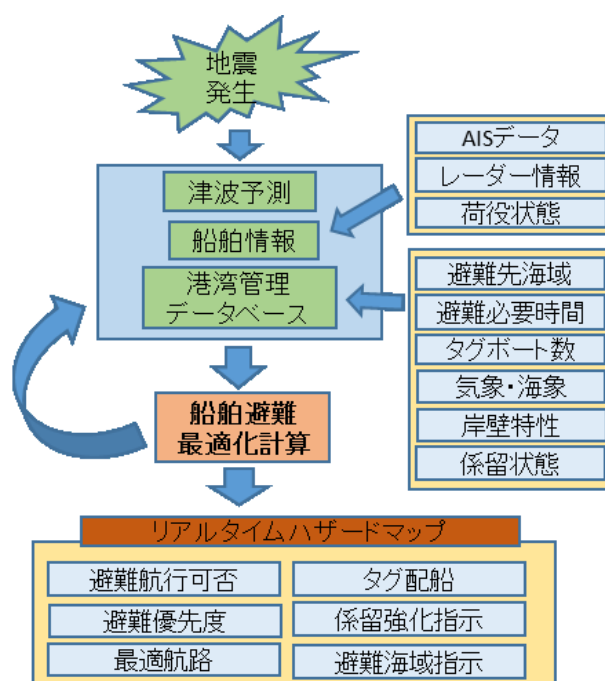 地震
発生
津波予測
船舶情報
港湾管理
データベース
AISデータ
レーダー情報
荷役状態
避難先海域
避難必要時間
タグボート数
気象・海象
岸壁特性
係留状態
船舶避難
最適化計算
リアルタイムハザードマップ
避難航行可否
タグ配船
避難優先度
係留強化指示
最適航路
避難海域指示